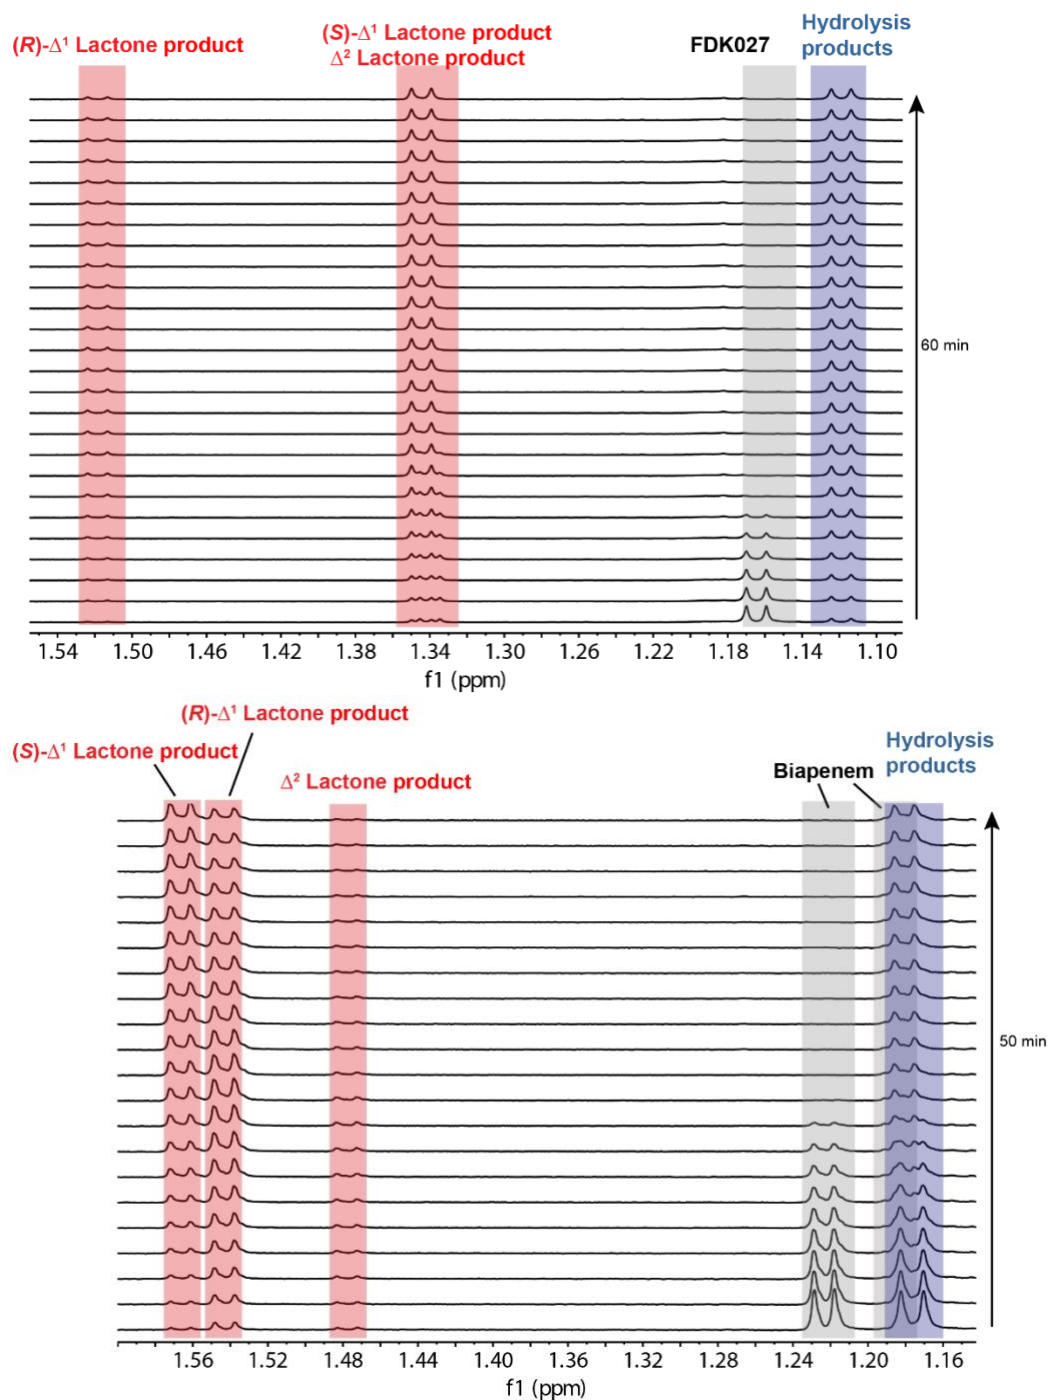 (R)-Δ¹ Lactone product
(S)-Δ¹ Lactone product
Δ² Lactone product
FDK027
Hydrolysis
products
60 min
1.54 1.50 1.46 1.42 1.38 1.34 1.30 1.26 1.22 1.18 1.14 1.10
f1 (ppm)
(R)-Δ¹ Lactone product
(S)-Δ¹ Lactone product
Δ² Lactone product
Biapenem
Hydrolysis
products
50 min
1.56 1.52 1.48 1.44 1.40 1.36 1.32 1.28 1.24 1.20 1.16
f1 (ppm)